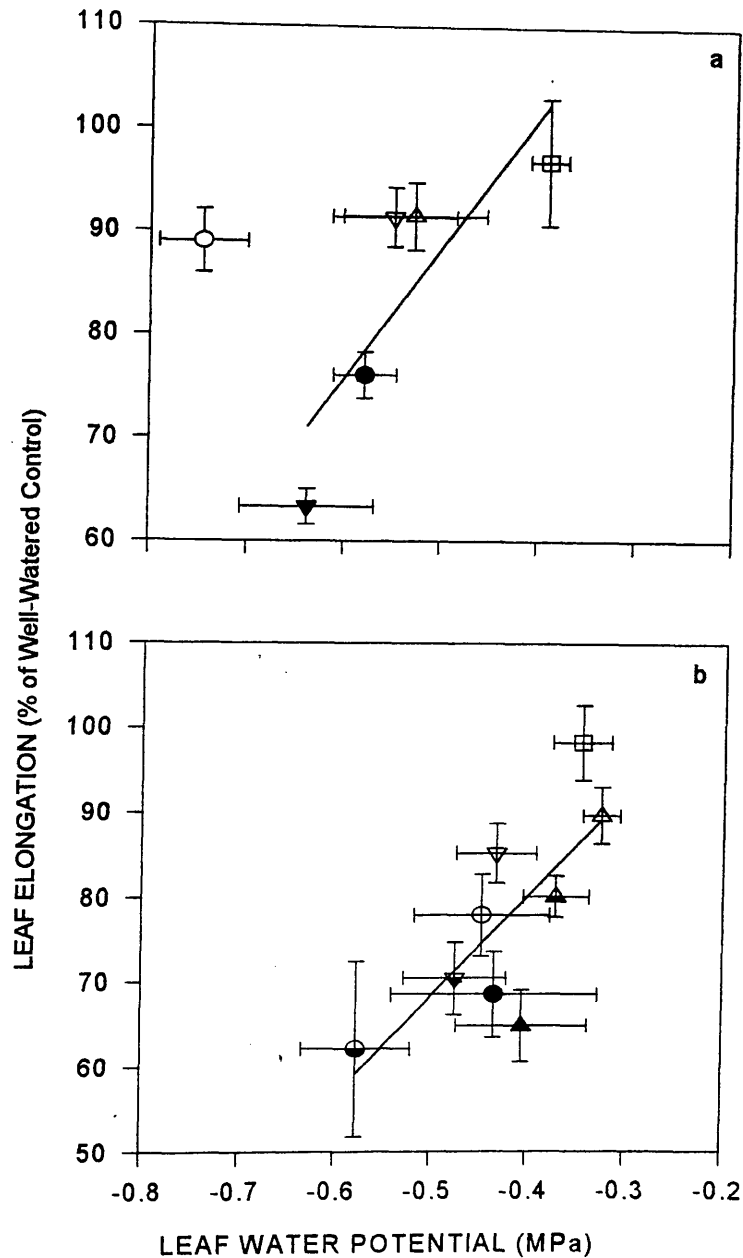 110
a
100
90
80
70
60
LEAF ELONGATION (% of Well-Watered Control)
110
b
100
90
80
70
60
50
-0.8 -0.7 -0.6 -0.5 -0.4 -0.3 -0.2
LEAF WATER POTENTIAL (MPa)